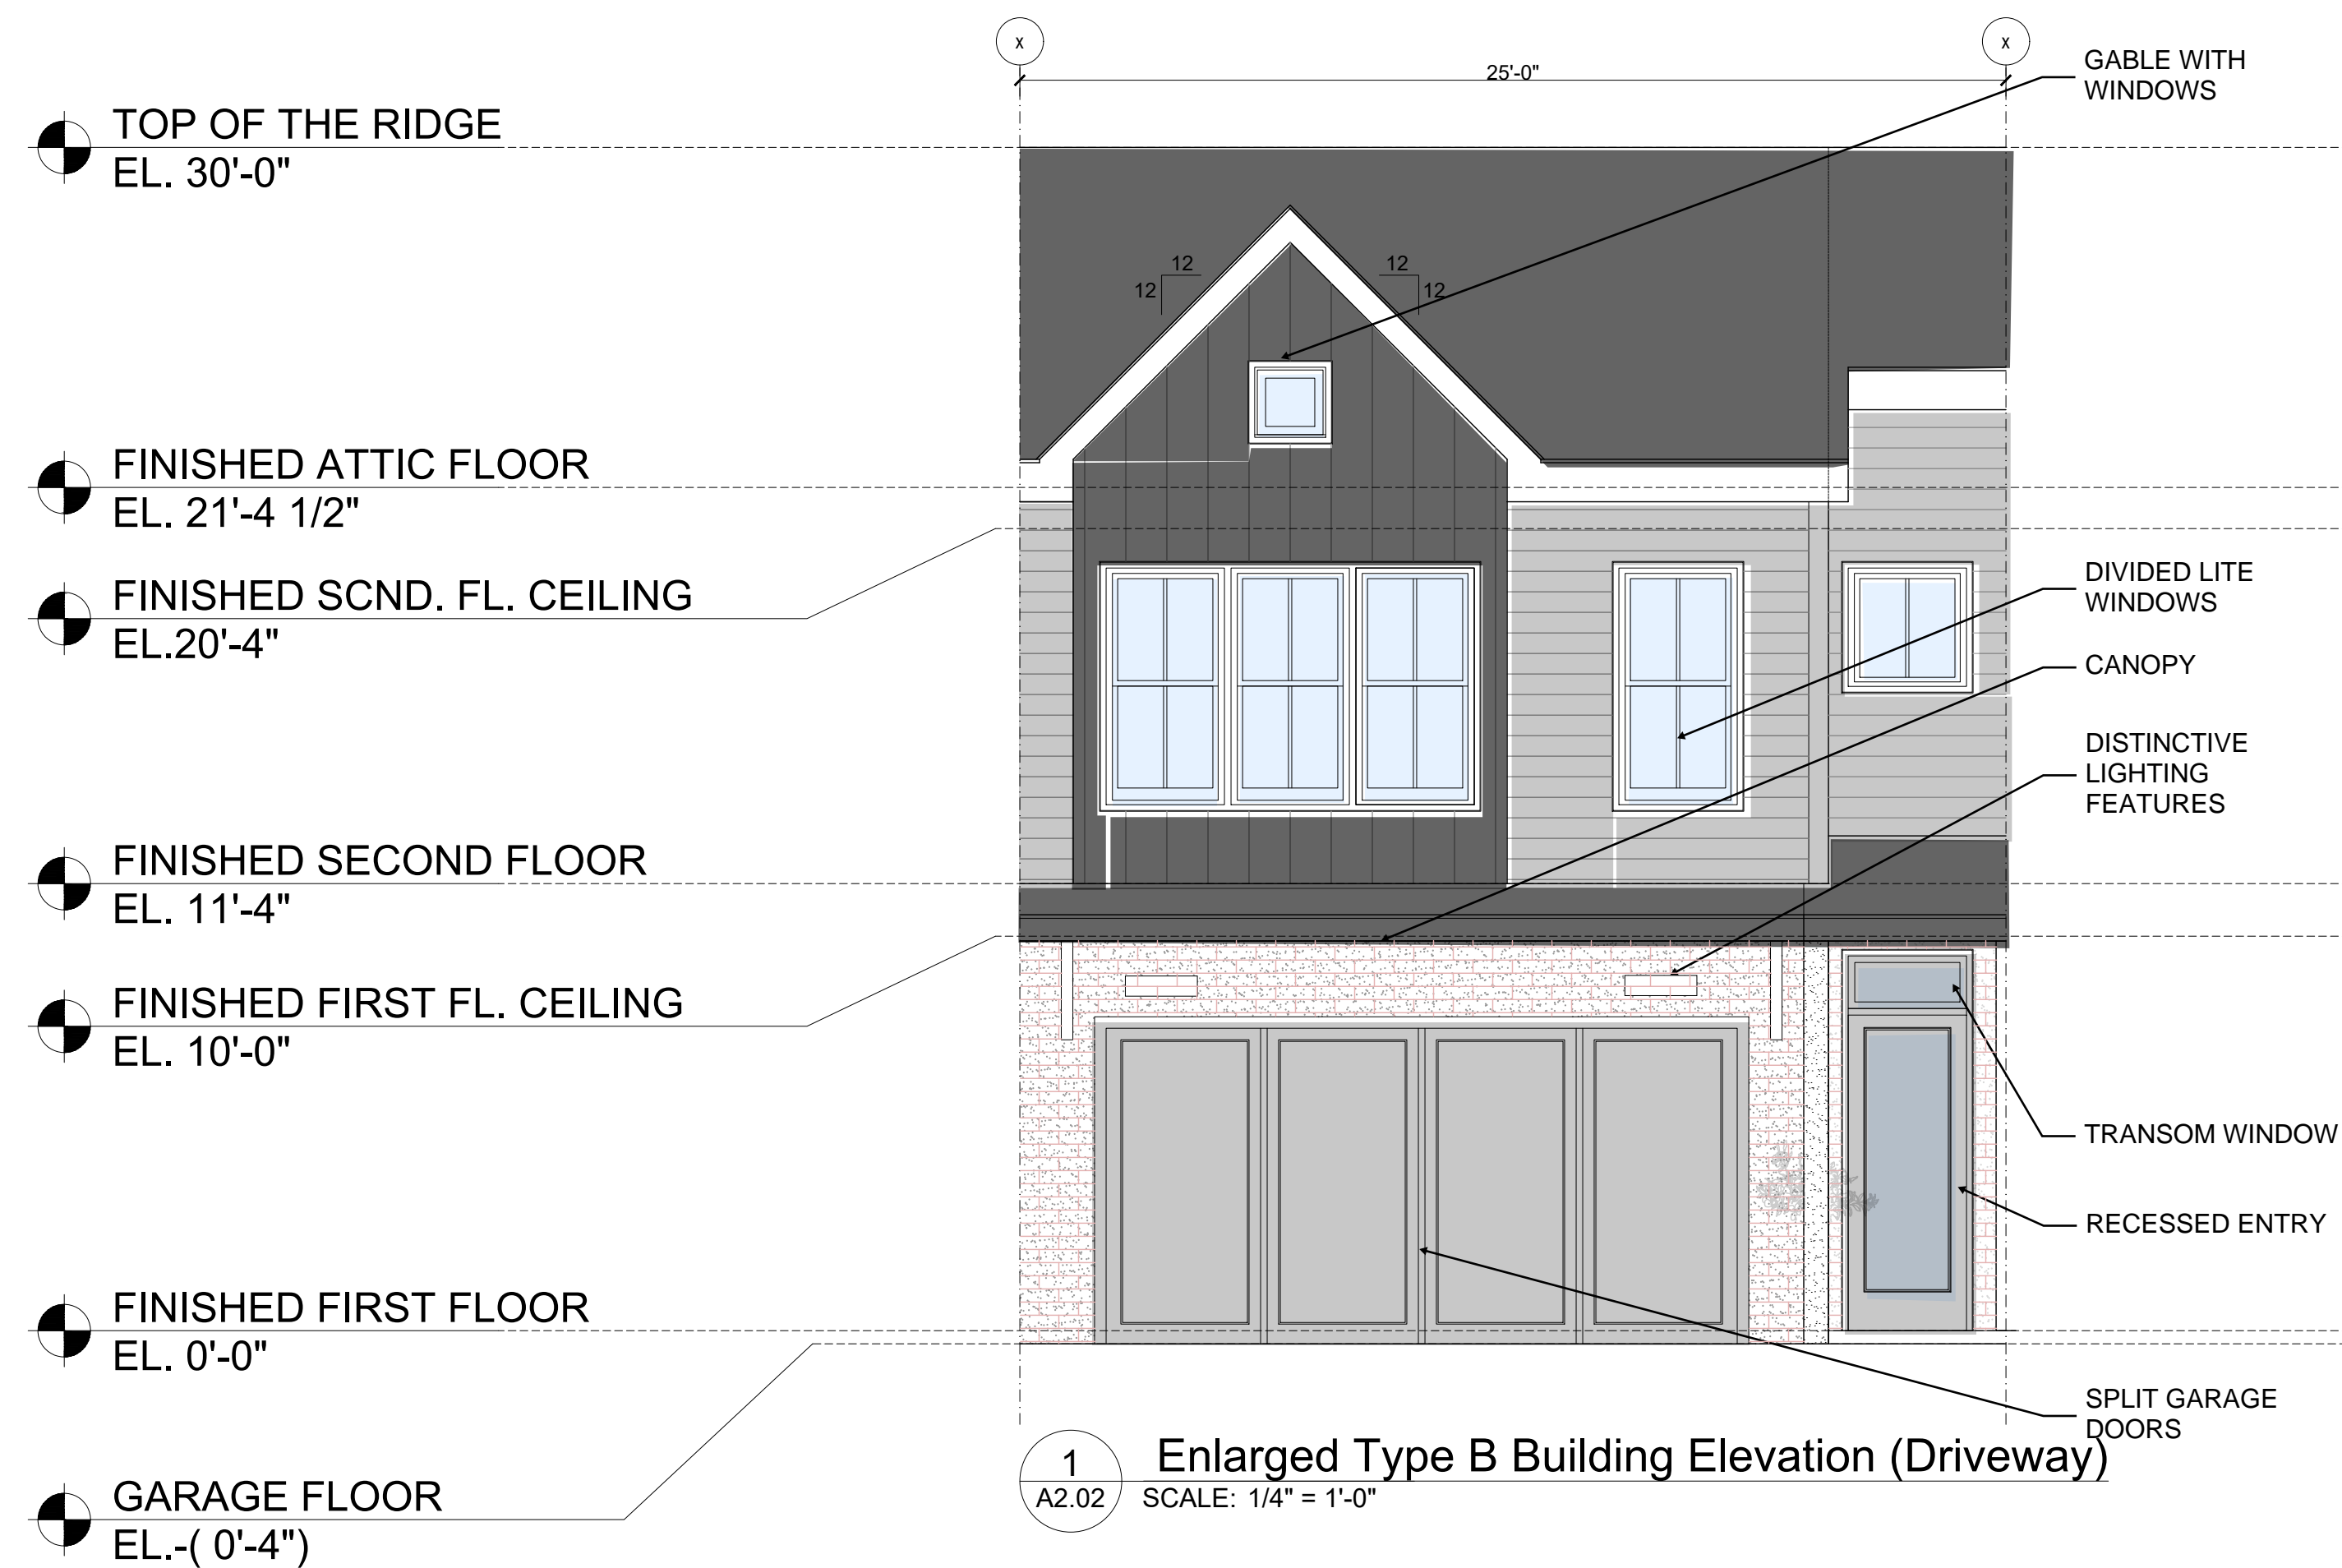 X
X
25'-0"
GABLE WITH
WINDOWS
TOP OF THE RIDGE
EL. 30'-0"
12
12
12
12
FINISHED ATTIC FLOOR
EL. 21'-4 1/2"
FINISHED SCND. FL. CEILING
EL.20'-4"
DIVIDED LITE
WINDOWS
CANOPY
DISTINCTIVE
LIGHTING
FEATURES
FINISHED SECOND FLOOR
EL. 11'-4"
FINISHED FIRST FL. CEILING
EL. 10'-0"
TRANSOM WINDOW
RECESSED ENTRY
FINISHED FIRST FLOOR
EL. 0'-0"
SPLIT GARAGE
DOORS
GARAGE FLOOR
EL.-( 0'-4")
1
A2.02
Enlarged Type B Building Elevation (Driveway)
SCALE: 1/4" = 1'-0"